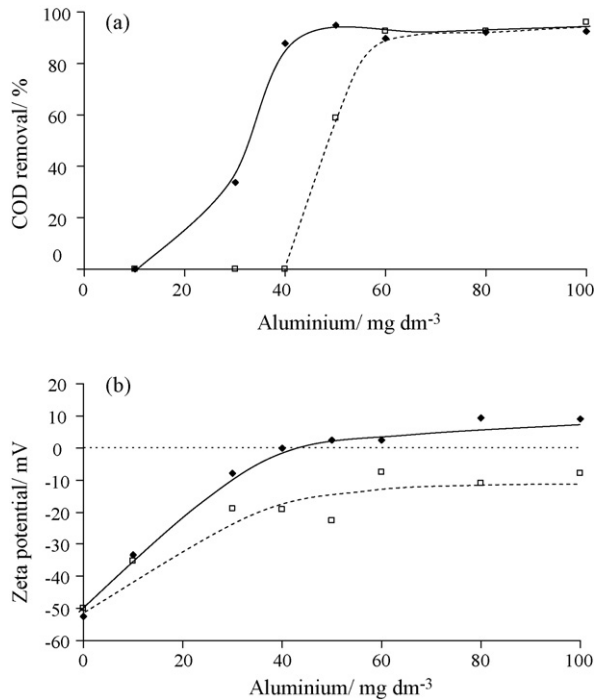 (a)
COD removal/ %
100
80
60
40
20
0
0 20 40 60 80 100
Aluminium/ mg dm-3
(b)
Zeta potential/ mV
20
10
0
-10
-20
-30
-40
-50
-60
0 20 40 60 80 100
Aluminium/ mg dm-3